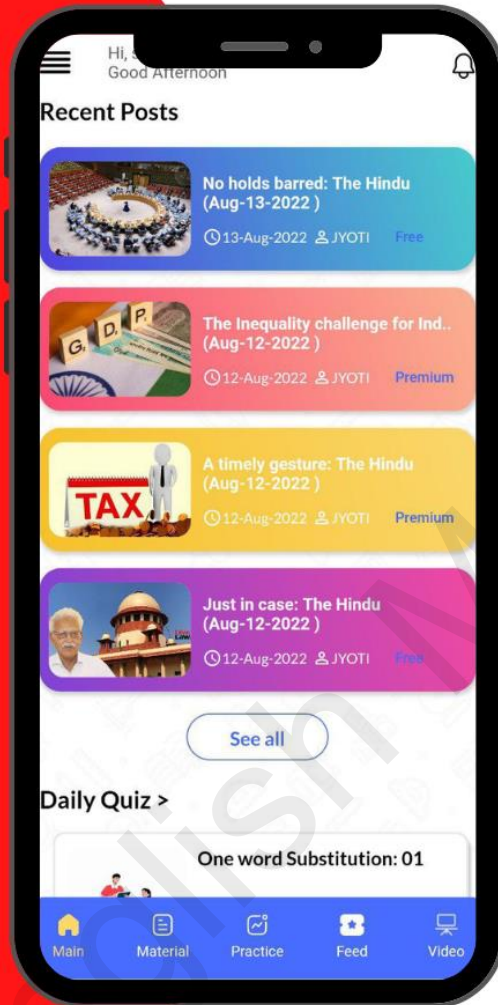 Hi,
Good Afternoon
Recent Posts
No holds barred: The Hindu
(Aug-13-2022 )
13-Aug-2022 JYOTI Free
G D P
The Inequality challenge for Ind..
(Aug-12-2022 )
12-Aug-2022 JYOTI Premium
TAX
A timely gesture: The Hindu
(Aug-12-2022 )
12-Aug-2022 JYOTI Premium
Just in case: The Hindu
(Aug-12-2022 )
12-Aug-2022 JYOTI Free
See all
Daily Quiz >
One word Substitution: 01
Main Material Practice Feed Video